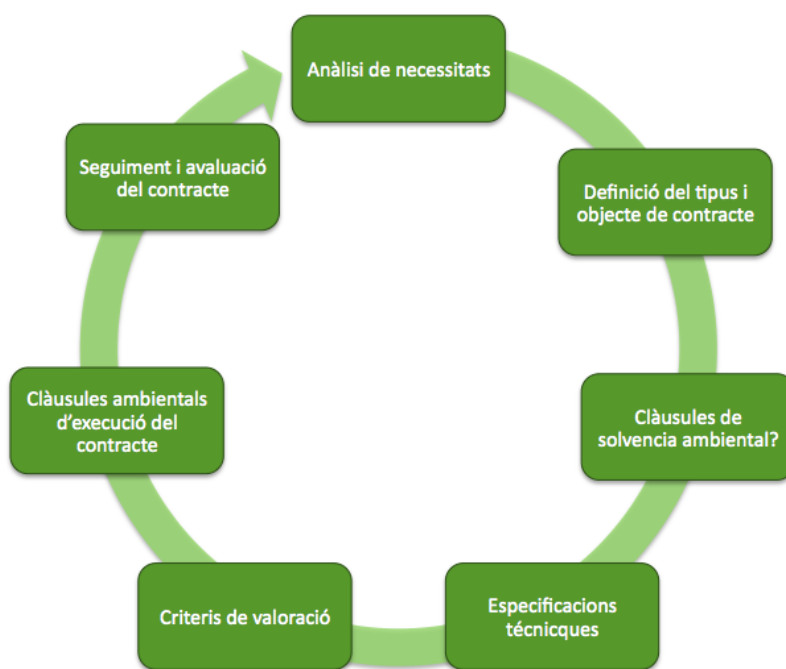 Anàlisi de necessitats
Definició del tipus i
objecte de contracte
Clàusules de
solvencia ambiental?
Especificacions
técnicques
Criteris de valoració
Clàusules ambientals
d'execució del
contracte
Seguiment i avaluació
del contracte